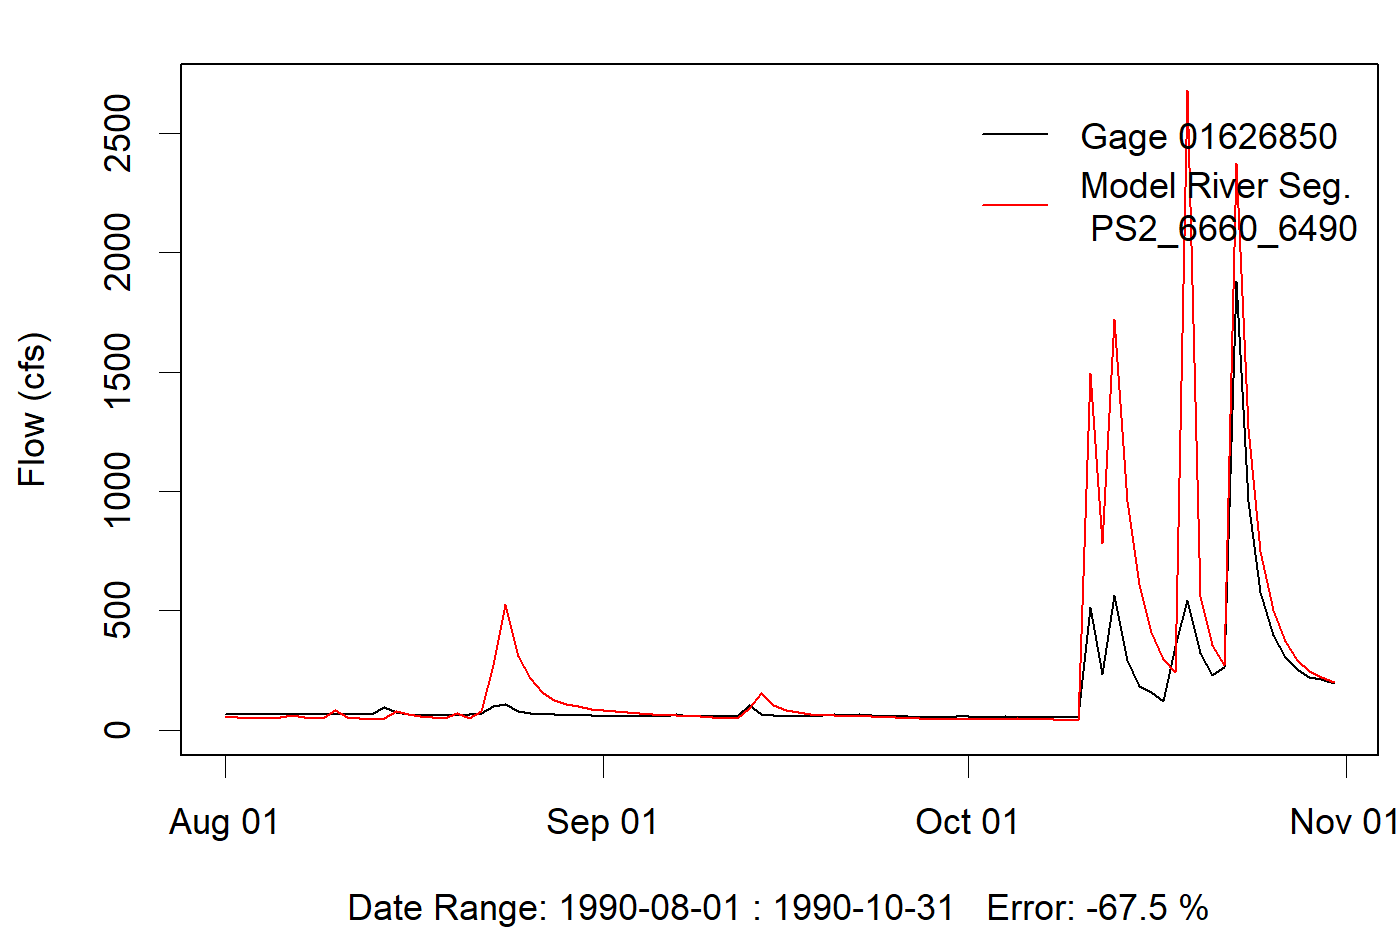 Gage 01626850
Model River Seg.
PS2_6660_6490
Flow (cfs)
2500
2000
1500
1000
500
0
Aug 01
Sep 01
Oct 01
Nov 01
Date Range: 1990-08-01 : 1990-10-31 Error: -67.5 %